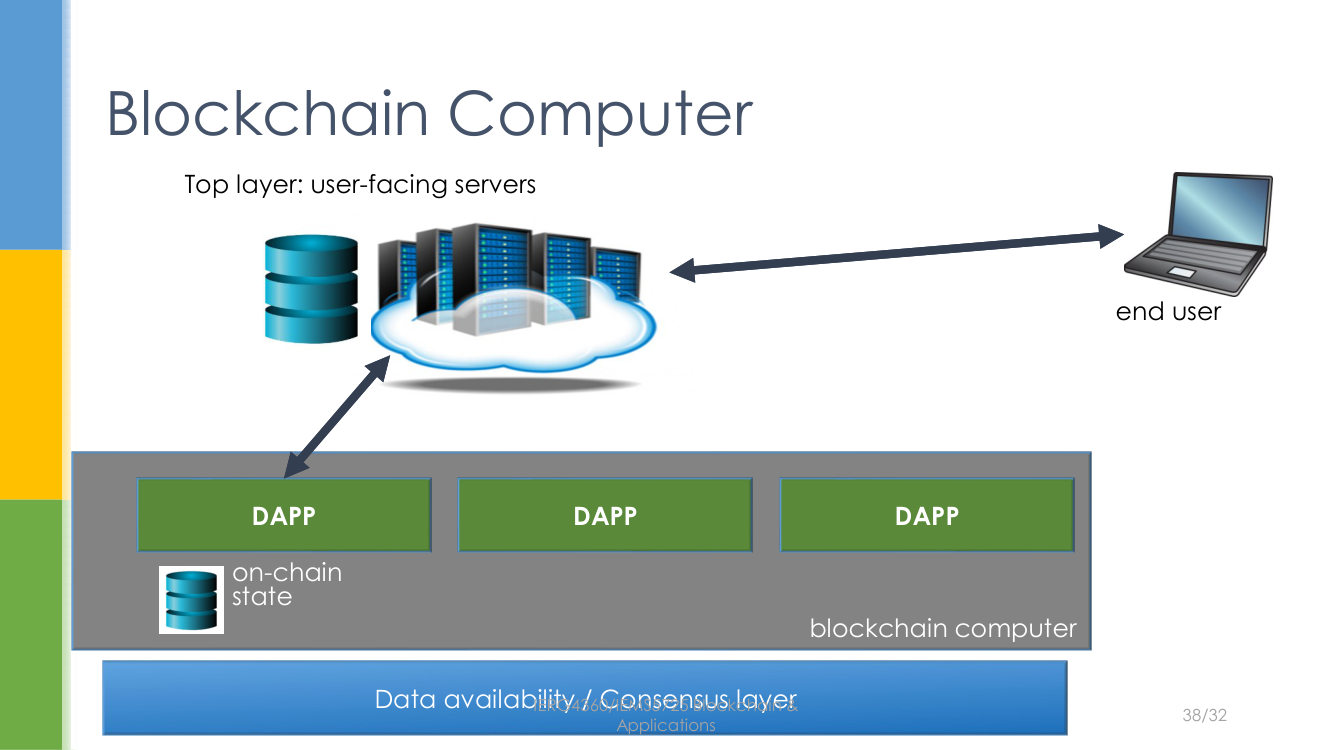 Blockchain Computer
Top layer: user-facing servers
end user
DAPP
DAPP
DAPP
on-chain
state
blockchain computer
Data availability / Consensus layer
Blockchain &
Applications
38/32